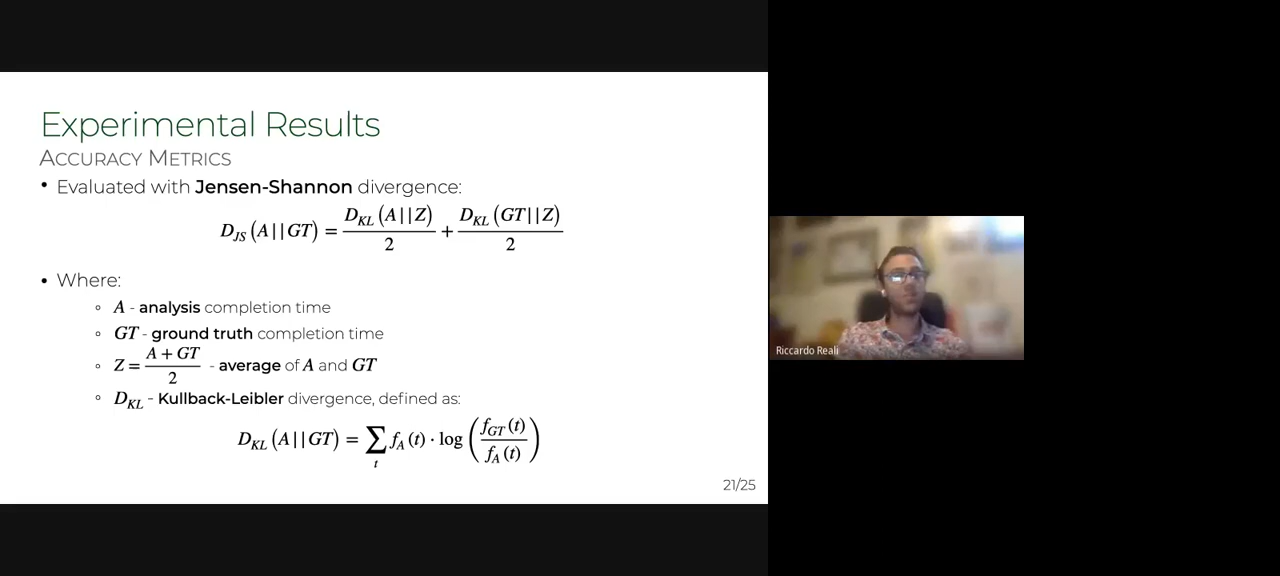 Experimental Results
ACCURACY METRICS
• Evaluated with Jensen-Shannon divergence:
D_JS (A||GT) = D_KL (A||Z) / 2 + D_KL (GT||Z) / 2
• Where:
◦ A - analysis completion time
◦ GT - ground truth completion time
◦ Z = A + GT / 2 - average of A and GT
◦ D_KL - Kullback-Leibler divergence, defined as:
D_KL (A||GT) = ∑_t f_A (t) · log ( f_GT (t) / f_A (t) )
21/25
Riccardo Reali